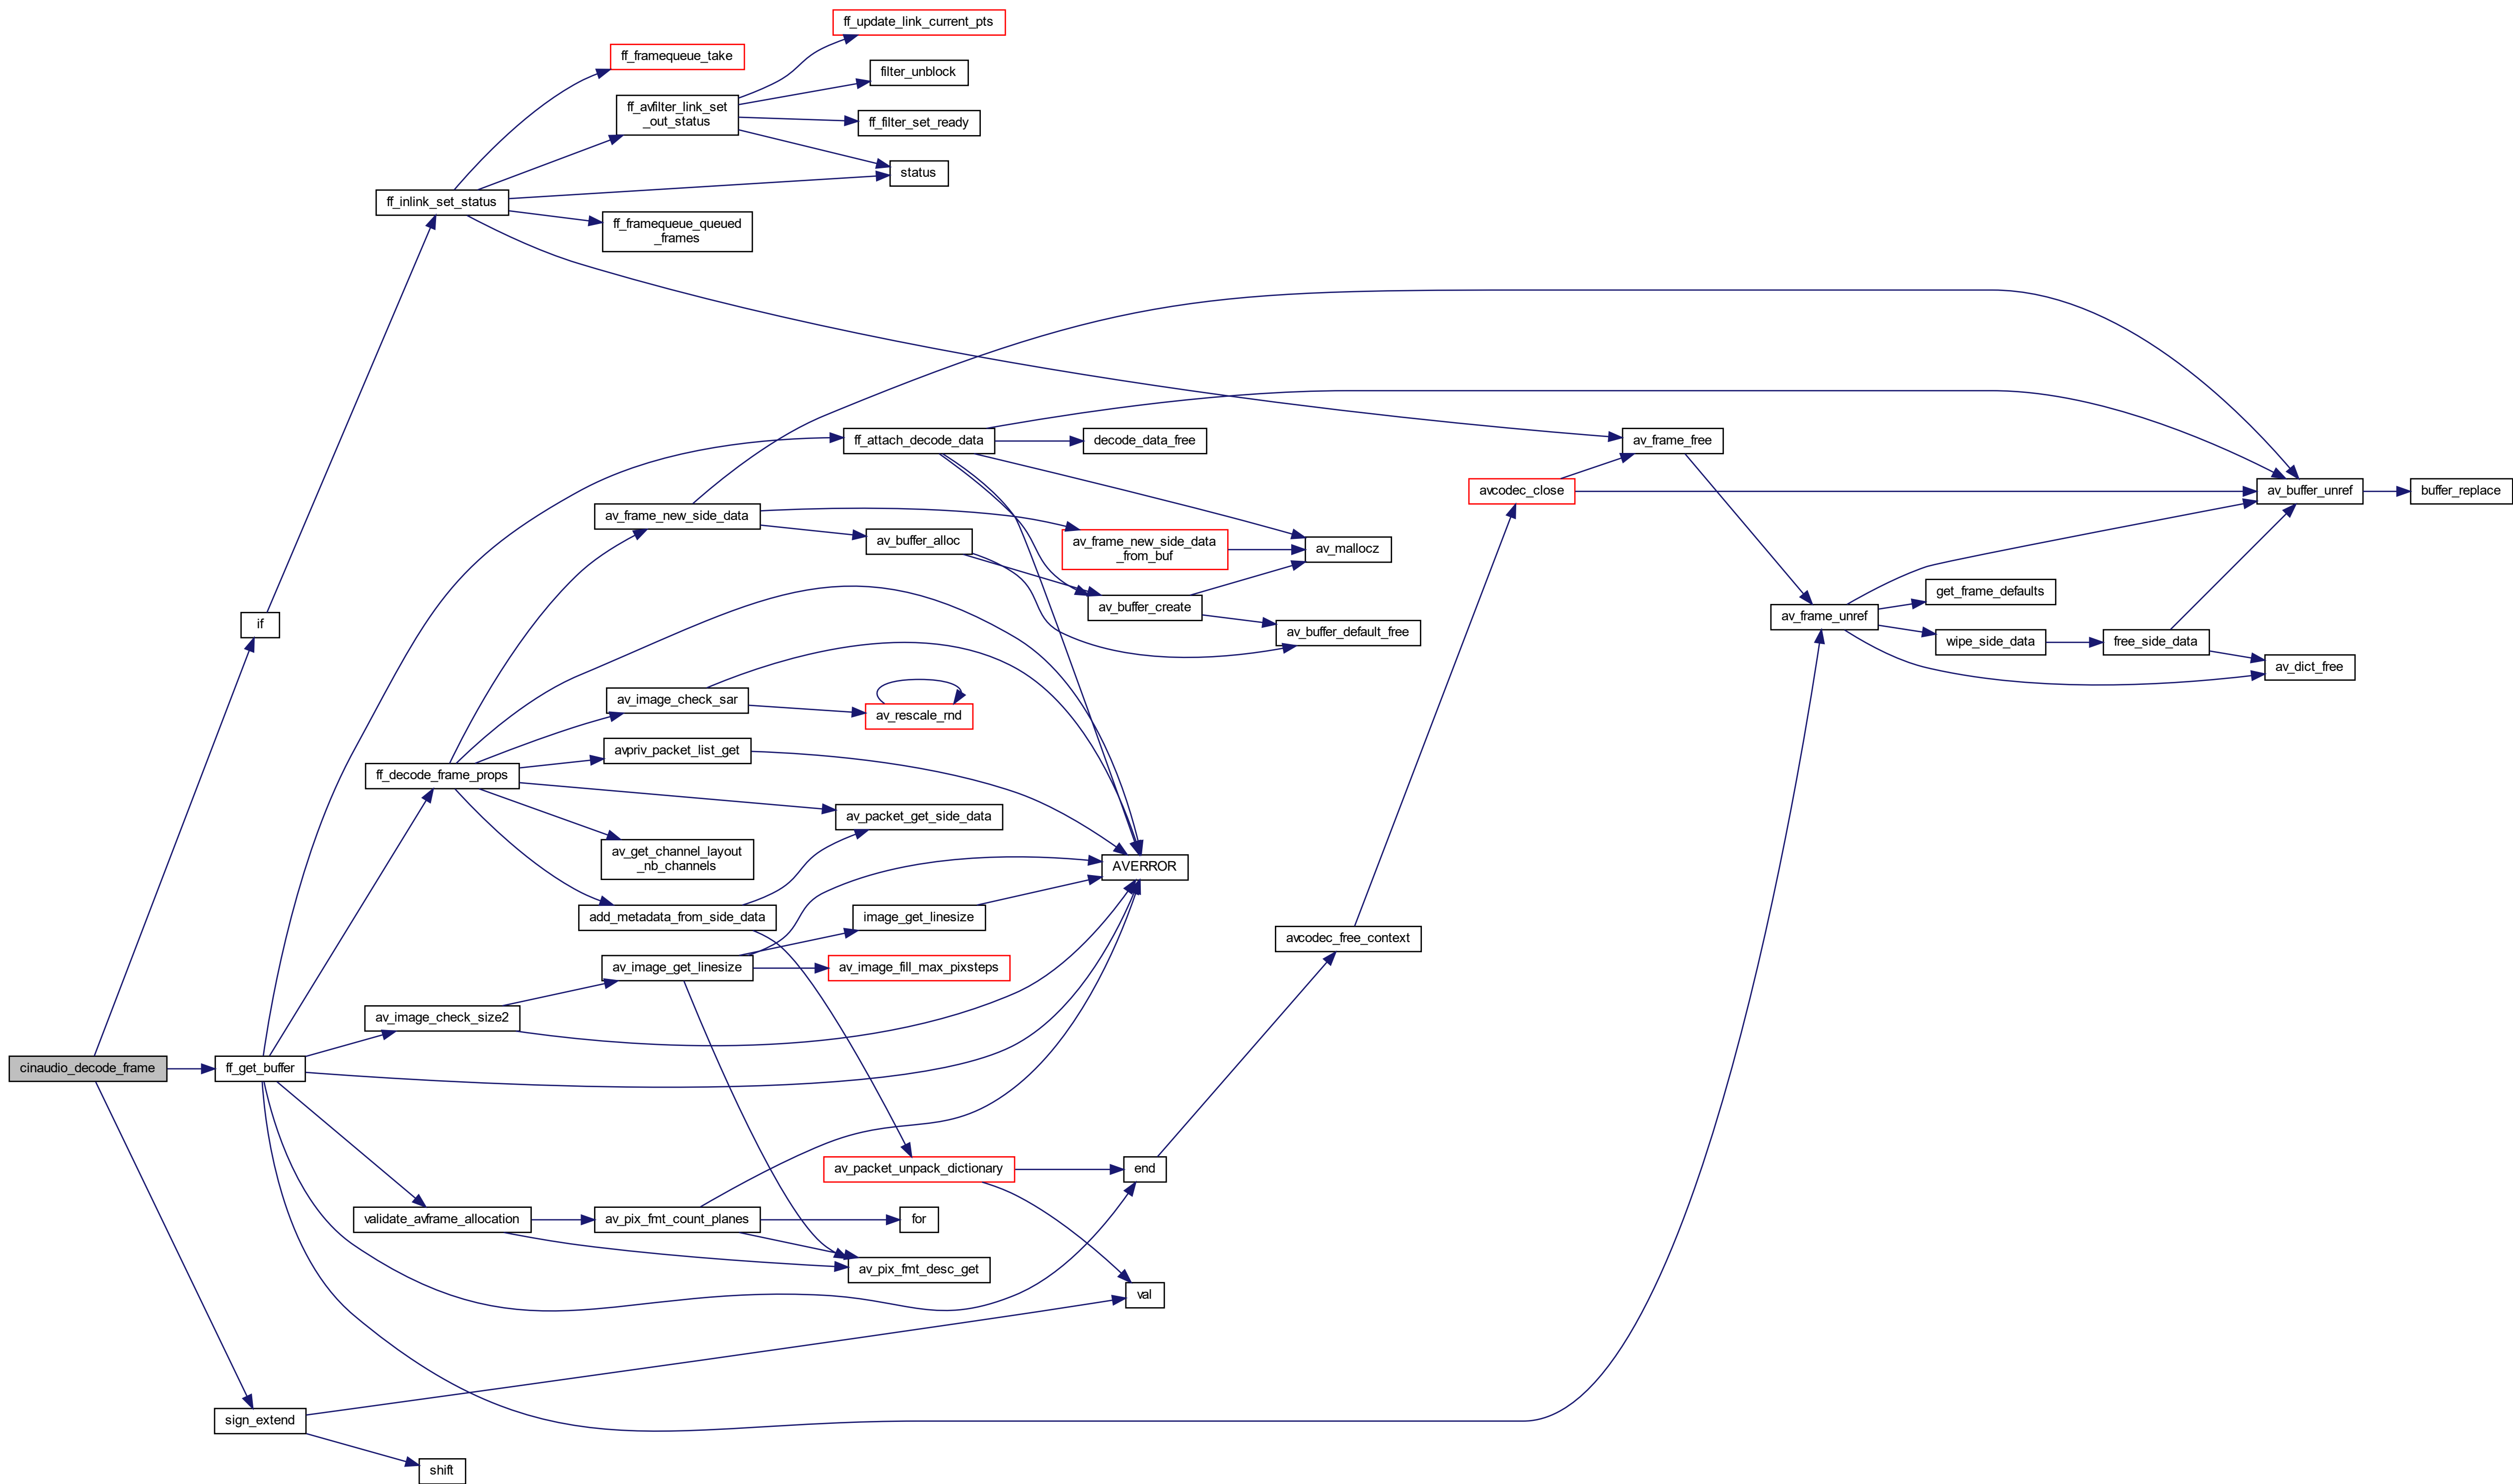 ff_update_link_current_pts
ff_framequeue_take
filter_unblock
ff_avfilter_link_set
_out_status
ff_filter_set_ready
status
ff_inlink_set_status
ff_framequeue_queued
_frames
ff_attach_decode_data
decode_data_free
av_frame_free
avcodec_close
av_buffer_unref
buffer_replace
av_frame_new_side_data
av_buffer_alloc
av_frame_new_side_data
_from_buf
av_mallocz
get_frame_defaults
av_buffer_create
av_frame_unref
if
av_buffer_default_free
wipe_side_data
free_side_data
av_dict_free
av_image_check_sar
av_rescale_rnd
avpriv_packet_list_get
ff_decode_frame_props
av_packet_get_side_data
av_get_channel_layout
_nb_channels
AVERROR
add_metadata_from_side_data
image_get_linesize
avcodec_free_context
av_image_get_linesize
av_image_fill_max_pixsteps
av_image_check_size2
cinaudio_decode_frame
ff_get_buffer
av_packet_unpack_dictionary
end
validate_avframe_allocation
av_pix_fmt_count_planes
for
av_pix_fmt_desc_get
val
sign_extend
shift